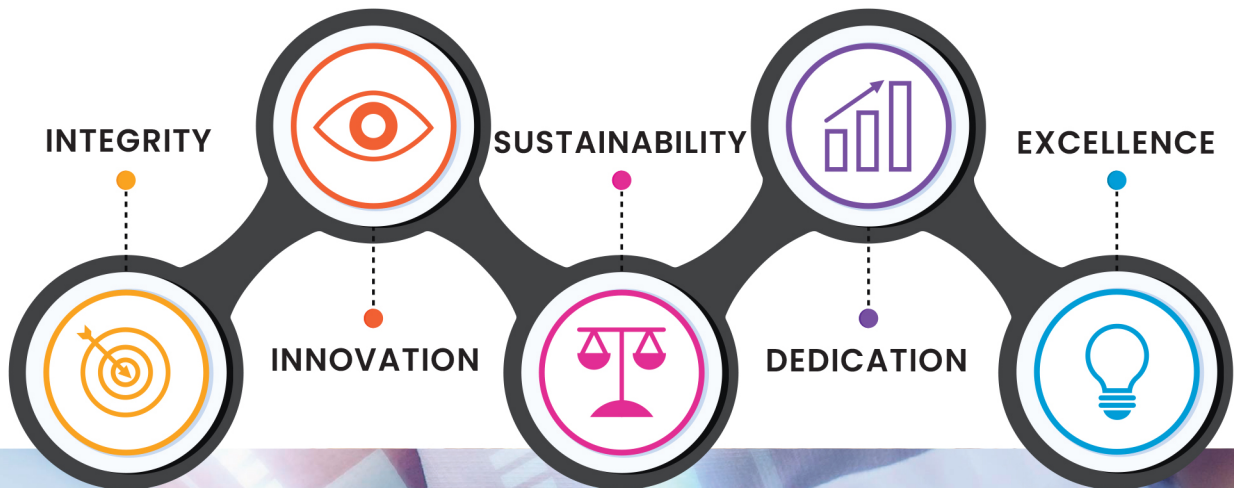 INTEGRITY
INNOVATION
SUSTAINABILITY
DEDICATION
EXCELLENCE